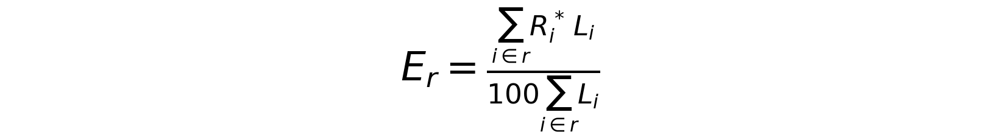 $E_r = \frac{\sum_{i \in r} R_i^* L_i}{100 \sum_{i \in r} L_i}$